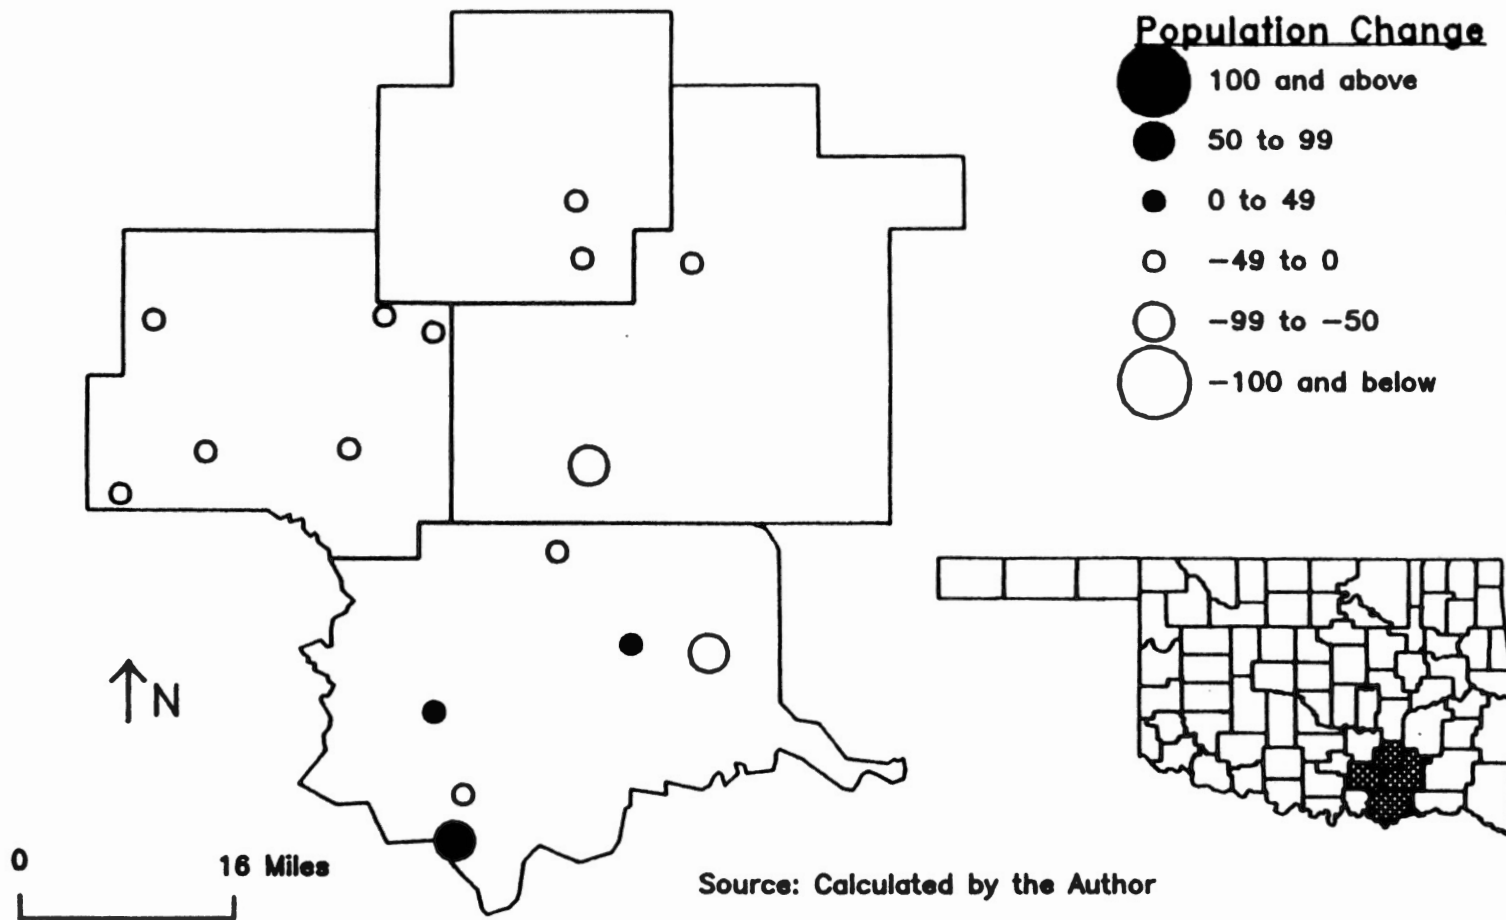 Population Change
100 and above
50 to 99
0 to 49
−49 to 0
−99 to −50
−100 and below
N
0
16 Miles
Source: Calculated by the Author